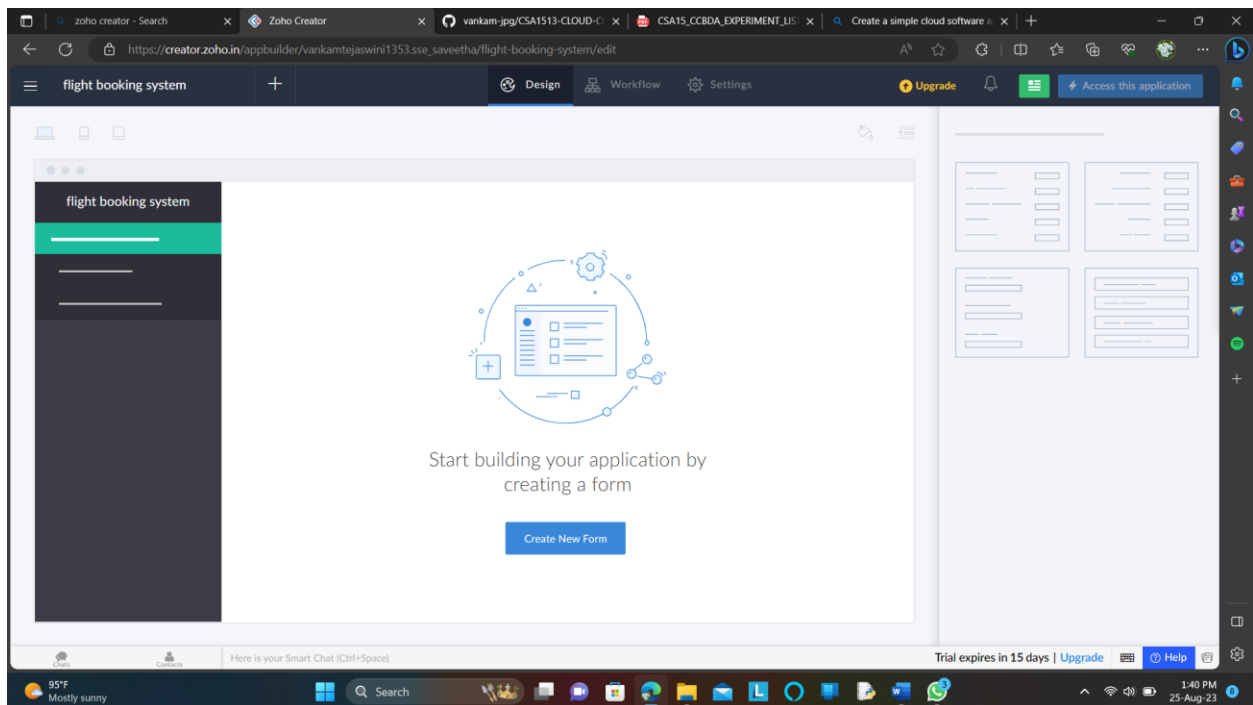 zoho creator - Search
Zoho Creator
vankam-jpg/CSA1513-CLOUD-C
CSA15_CCBDA_EXPERIMENT_LIS
Create a simple cloud software a
https://creator.zoho.in/appbuilder/vankamtejaswini1353.sse_saveetha/flight-booking-system/edit
flight booking system
Design
Workflow
Settings
Upgrade
Access this application
flight booking system
Start building your application by
creating a form
Create New Form
Chats
Contacts
Here is your Smart Chat (Ctrl+Space)
Trial expires in 15 days | Upgrade
Help
95°F
Mostly sunny
Search
1:40 PM
25-Aug-23
8